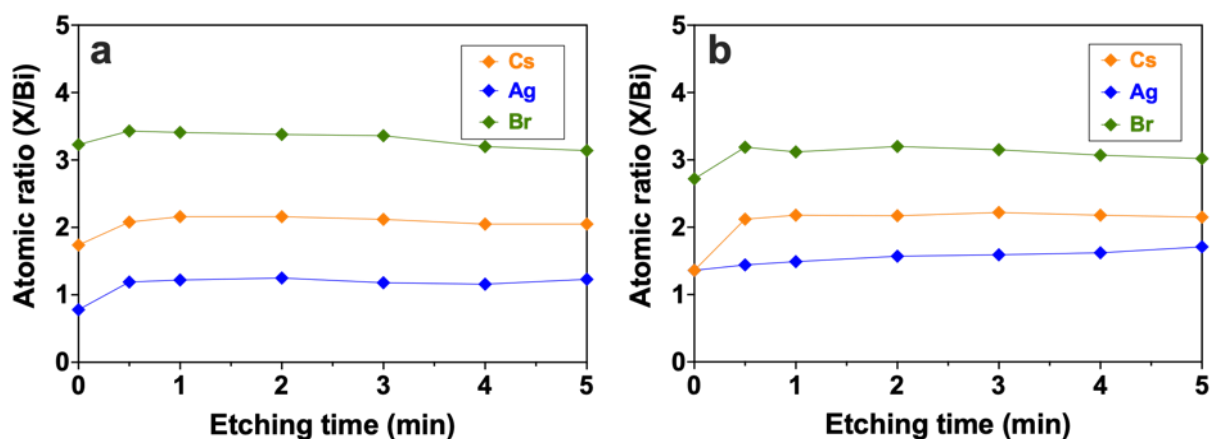 a
Cs
Ag
Br
5
4
3
2
1
0
Atomic ratio (X/Bi)
0 1 2 3 4 5
Etching time (min)
b
Cs
Ag
Br
5
4
3
2
1
0
Atomic ratio (X/Bi)
0 1 2 3 4 5
Etching time (min)